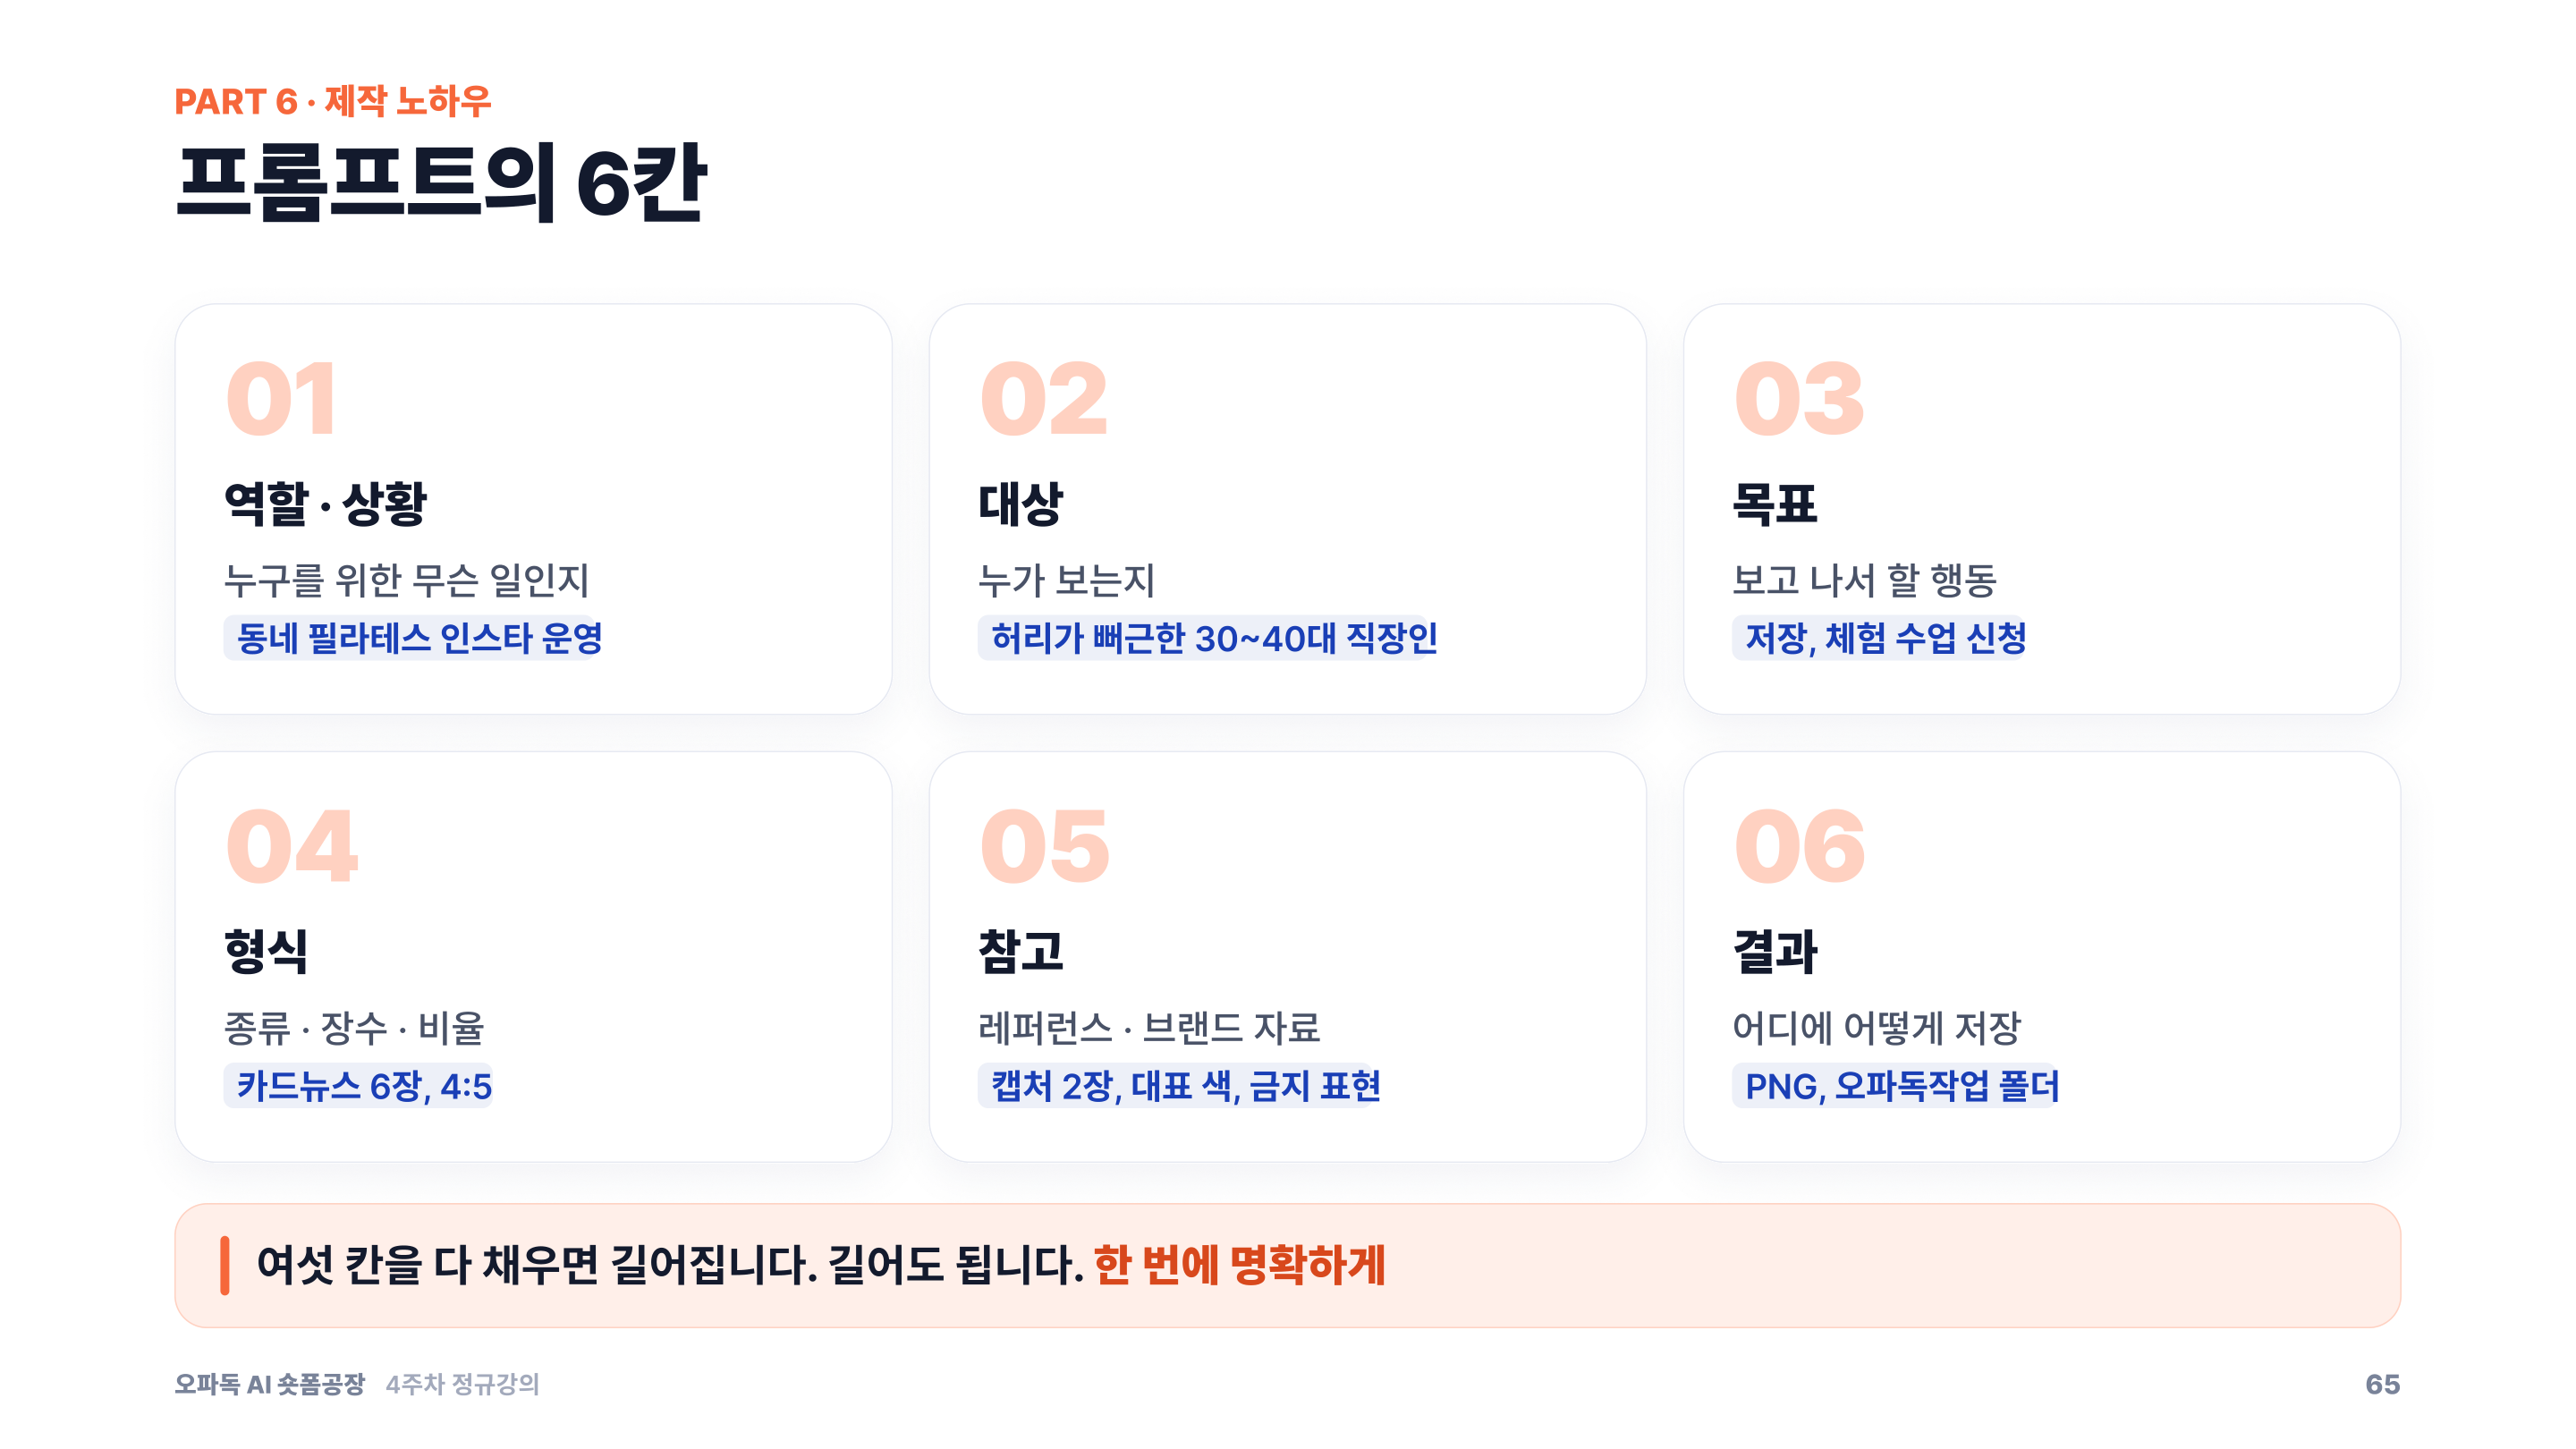 PART 6 · 제작 노하우
프롬프트의 6칸
01
역할 · 상황
누구를 위한 무슨 일인지
동네 필라테스 인스타 운영
02
대상
누가 보는지
허리가 뻐근한 30~40대 직장인
03
목표
보고 나서 할 행동
저장, 체험 수업 신청
04
형식
종류 · 장수 · 비율
카드뉴스 6장, 4:5
05
참고
레퍼런스 · 브랜드 자료
캡처 2장, 대표 색, 금지 표현
06
결과
어디에 어떻게 저장
PNG, 오파독작업 폴더
여섯 칸을 다 채우면 길어집니다. 길어도 됩니다. 한 번에 명확하게
오파독 AI 숏폼공장 4주차 정규강의
65